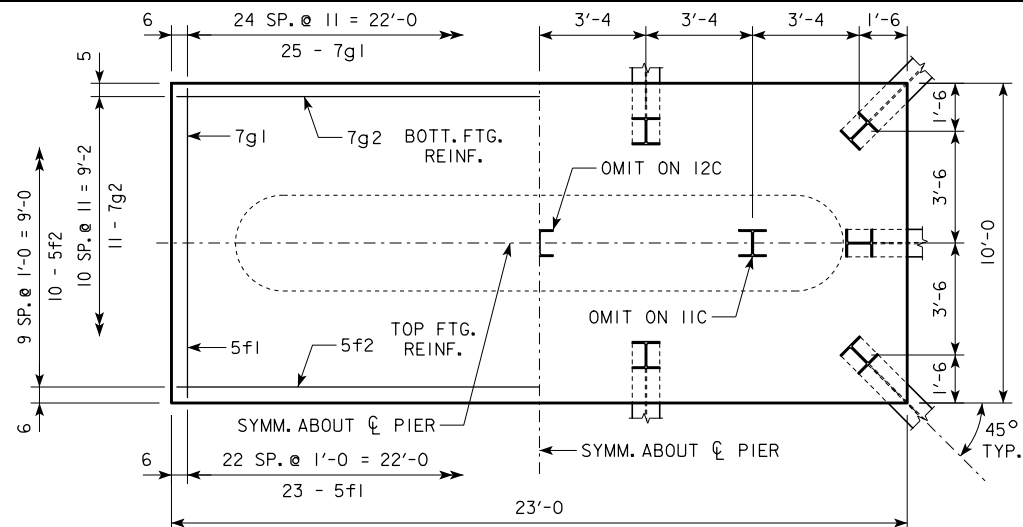 6
24 SP. @ 11 = 22'-0
25 - 7g1
3'-4
3'-4
3'-4
1'-6
5
7g1
7g2
BOTT. FTG.
REINF.
OMIT ON 12C
1'-6
3'-6
10'-0
3'-6
1'-6
9 SP. @ 1'-0 = 9'-0
10 - 5f2
10 SP. @ 11 = 9'-2
11 - 7g2
OMIT ON 11C
TOP FTG.
REINF.
5f1
5f2
6
SYMM. ABOUT ℄ PIER
SYMM. ABOUT ℄ PIER
45°
TYP.
6
22 SP. @ 1'-0 = 22'-0
23 - 5f1
23'-0